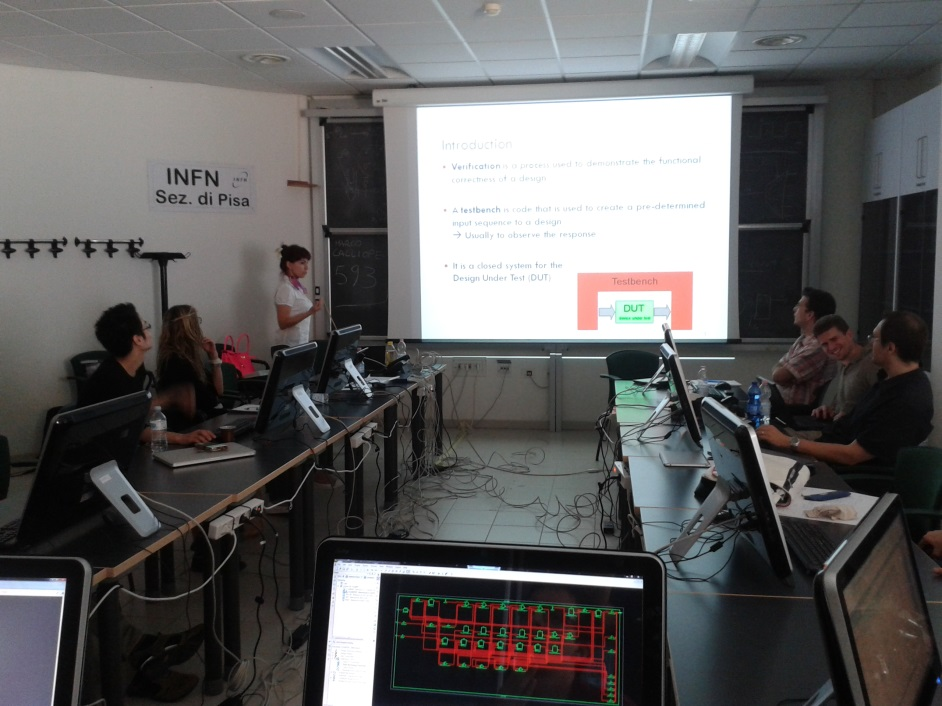 INFN
Sez. di Pisa
Introduction
• Verification is a process used to demonstrate the functional
correctness of a design
• A testbench is code that is used to create a pre-determined
input sequence to a design
→ Usually to observe the response
• It is a closed system for the
Design Under Test (DUT)
Testbench
DUT
593